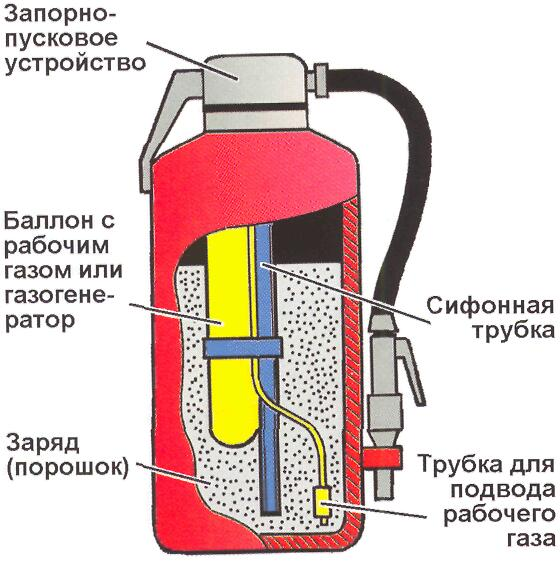 Запорно-
пусковое
устройство
Баллон с
рабочим
газом или
газогене-
ратор
Сифонная
трубка
Заряд
(порошок)
Трубка для
подвода
рабочего
газа